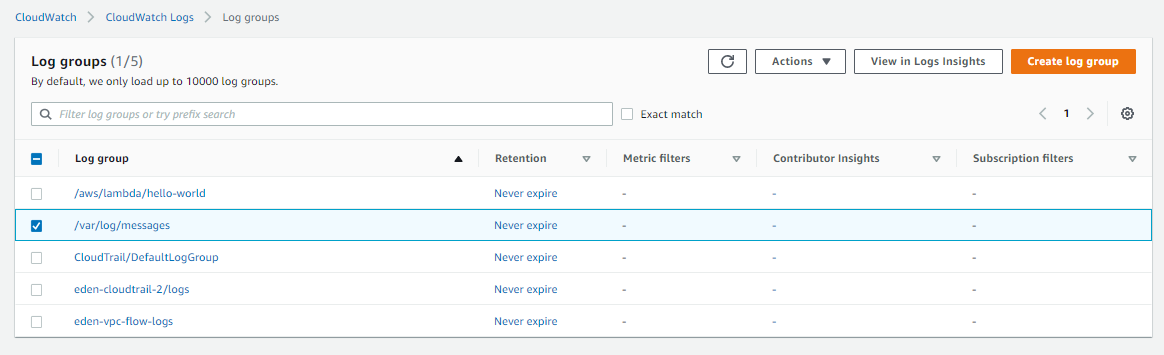 CloudWatch > CloudWatch Logs > Log groups
Log groups (1/5)
By default, we only load up to 10000 log groups.
Actions View in Logs Insights Create log group
Filter log groups or try prefix search Exact match 1
Log group Retention Metric filters Contributor Insights Subscription filters
/aws/lambda/hello-world Never expire - - -
/var/log/messages Never expire - - -
CloudTrail/DefaultLogGroup Never expire - - -
eden-cloudtrail-2/logs Never expire - - -
eden-vpc-flow-logs Never expire - - -